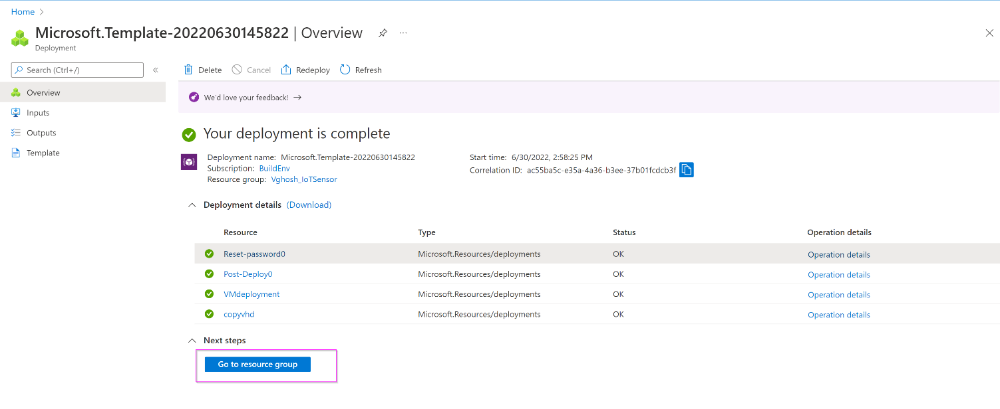 Home >
Microsoft.Template-20220630145822 | Overview ...
Deployment
Search (Ctrl+/) «
Delete Cancel Redeploy Refresh
Overview
Inputs
Outputs
Template
We'd love your feedback! →
Your deployment is complete
Deployment name: Microsoft.Template-20220630145822
Subscription: BuildEnv
Resource group: Vghosh_IoTSensor
Start time: 6/30/2022, 2:58:25 PM
Correlation ID: ac55ba5c-e35a-4a36-b3ee-37b01fcdcb3f
Deployment details (Download)
Resource Type Status Operation details
Reset-password0 Microsoft.Resources/deployments OK Operation details
Post-Deploy0 Microsoft.Resources/deployments OK Operation details
VMdeployment Microsoft.Resources/deployments OK Operation details
copyvhd Microsoft.Resources/deployments OK Operation details
Next steps
Go to resource group